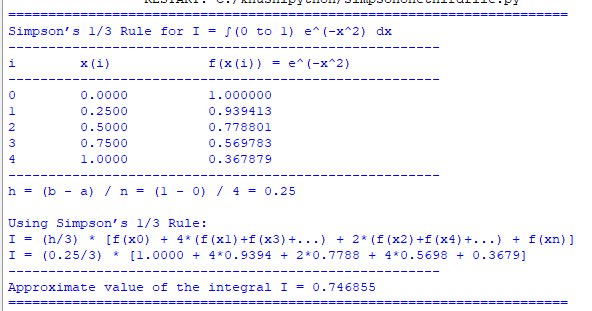 Simpson's 1/3 Rule for I = ∫(0 to 1) e^(-x^2) dx
i x(i) f(x(i)) = e^(-x^2)
0 0.0000 1.000000
1 0.2500 0.939413
2 0.5000 0.778801
3 0.7500 0.569783
4 1.0000 0.367879
h = (b - a) / n = (1 - 0) / 4 = 0.25
Using Simpson's 1/3 Rule:
I = (h/3) * [f(x0) + 4*(f(x1)+f(x3)+...) + 2*(f(x2)+f(x4)+...) + f(xn)]
I = (0.25/3) * [1.0000 + 4*0.9394 + 2*0.7788 + 4*0.5698 + 0.3679]
Approximate value of the integral I = 0.746855